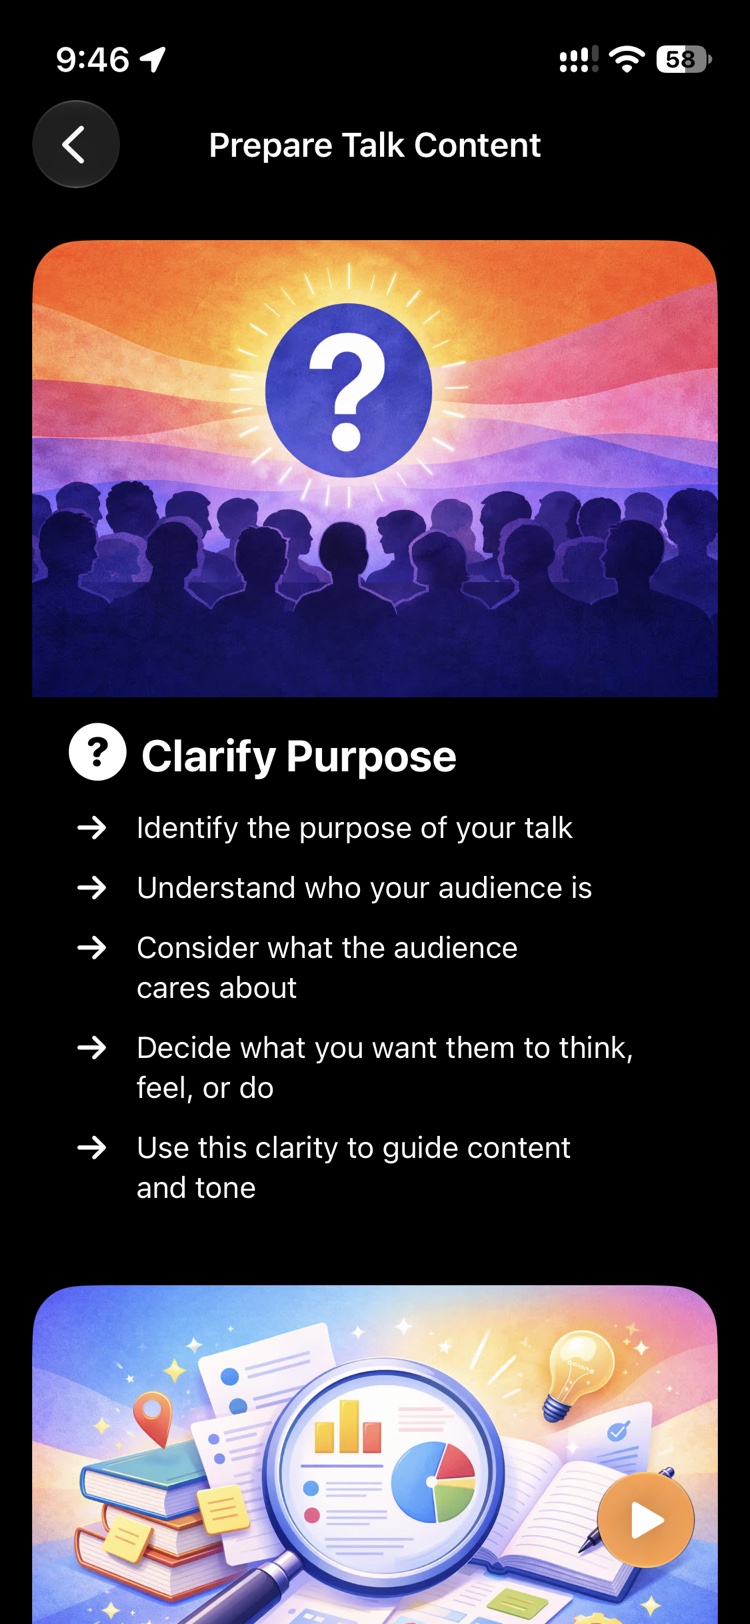 9:46
58
Prepare Talk Content
?
? Clarify Purpose
→ Identify the purpose of your talk
→ Understand who your audience is
→ Consider what the audience
cares about
→ Decide what you want them to think,
feel, or do
→ Use this clarity to guide content
and tone